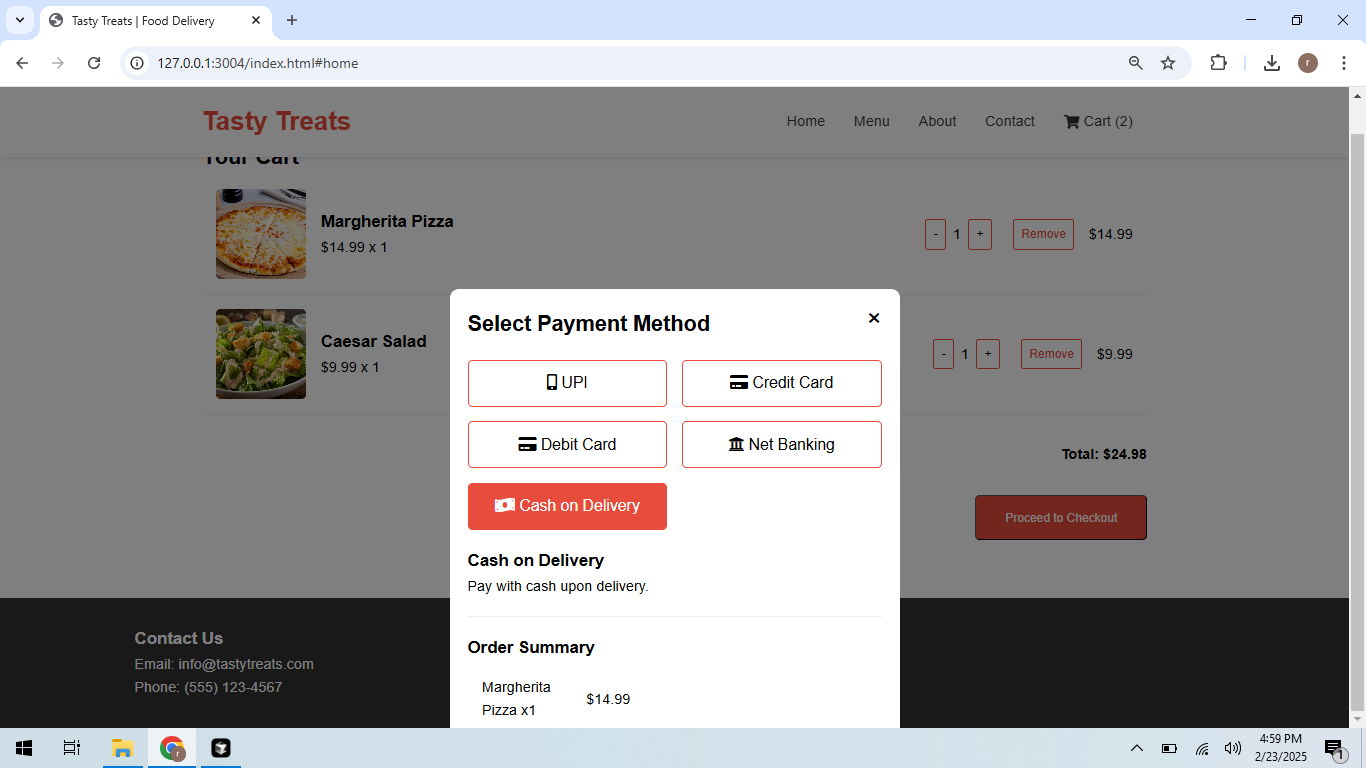 Tasty Treats | Food Delivery
127.0.0.1:3004/index.html#home
r
Tasty Treats
Home
Menu
About
Contact
Cart (2)
Your Cart
Margherita Pizza
$14.99 x 1
-
1
+
Remove
$14.99
Caesar Salad
$9.99 x 1
-
1
+
Remove
$9.99
Total: $24.98
Proceed to Checkout
Select Payment Method
UPI
Credit Card
Debit Card
Net Banking
Cash on Delivery
Cash on Delivery
Pay with cash upon delivery.
Order Summary
Margherita
Pizza x1
$14.99
Contact Us
Email: info@tastytreats.com
Phone: (555) 123-4567
r
4:59 PM
2/23/2025
1